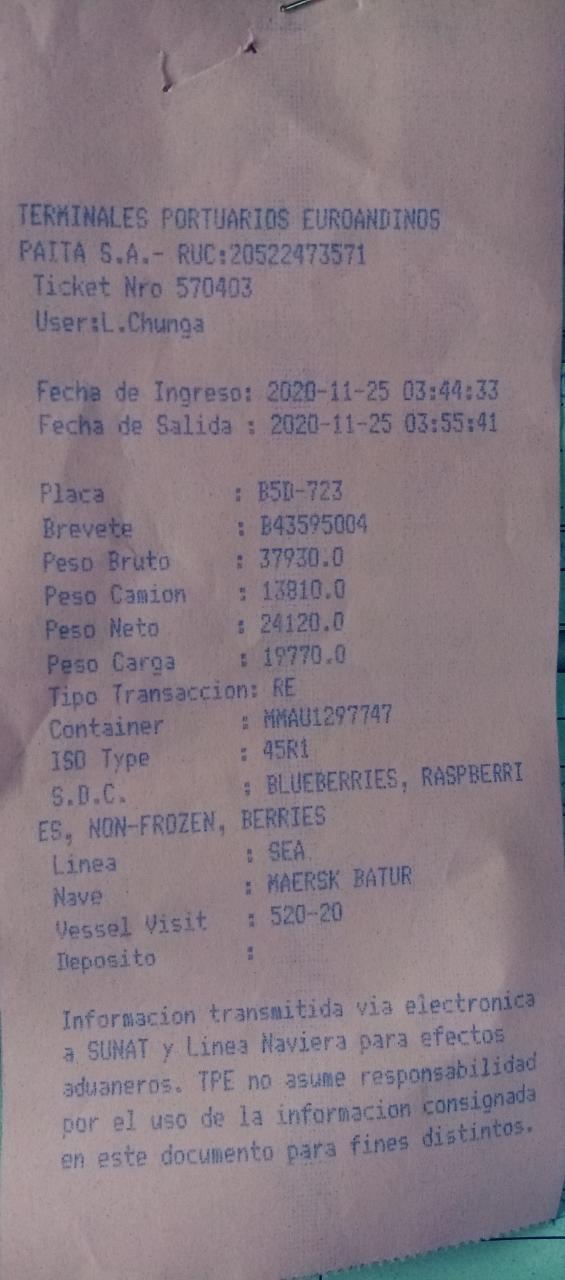 TERMINALES PORTUARIOS EUROANDINOS
PAITA S.A.- RUC:20522473571
Ticket Nro 570403
User:L.Chunga
Fecha de Ingreso: 2020-11-25 03:44:33
Fecha de Salida : 2020-11-25 03:55:41
Placa : B5D-723
Brevete : B43595004
Peso Bruto : 37930.0
Peso Camion : 13810.0
Peso Neto : 24120.0
Peso Carga : 19770.0
Tipo Transaccion: RE
Container : MMAU1297747
ISO Type : 45R1
S.D.C. : BLUEBERRIES, RASPBERRI
ES, NON-FROZEN, BERRIES
Linea : SEA
Nave : MAERSK BATUR
Vessel Visit : 520-20
Deposito :
Informacion transmitida via electronica
a SUNAT y Linea Naviera para efectos
aduaneros. TPE no asume responsabilidad
por el uso de la informacion consignada
en este documento para fines distintos.